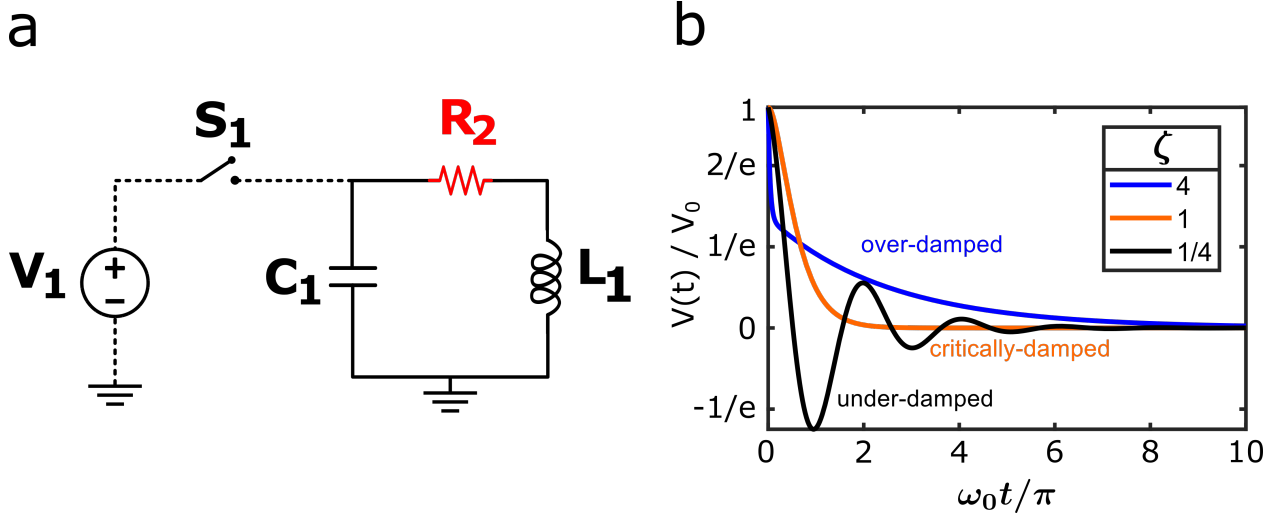 a
S1
R2
V1
+
−
C1
L1
b
V(t) / V0
1
2/e
1/e
0
-1/e
ζ
4
1
1/4
over-damped
critically-damped
under-damped
0 2 4 6 8 10
ω0t/π